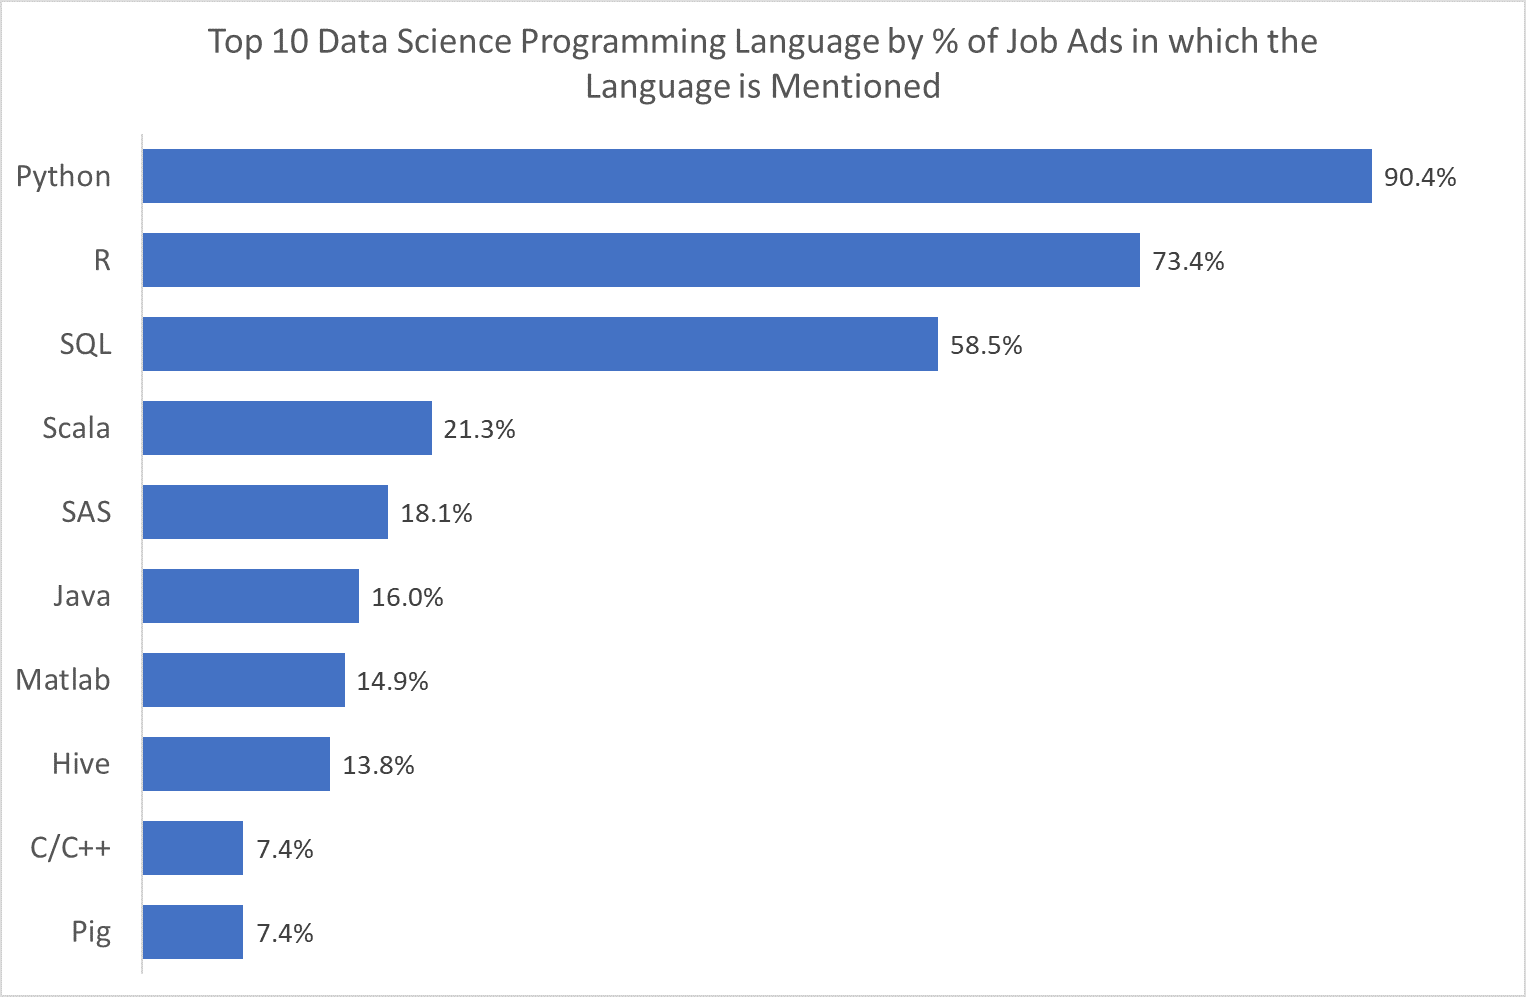 Top 10 Data Science Programming Language by % of Job Ads in which the
Language is Mentioned
Python 90.4%
R 73.4%
SQL 58.5%
Scala 21.3%
SAS 18.1%
Java 16.0%
Matlab 14.9%
Hive 13.8%
C/C++ 7.4%
Pig 7.4%